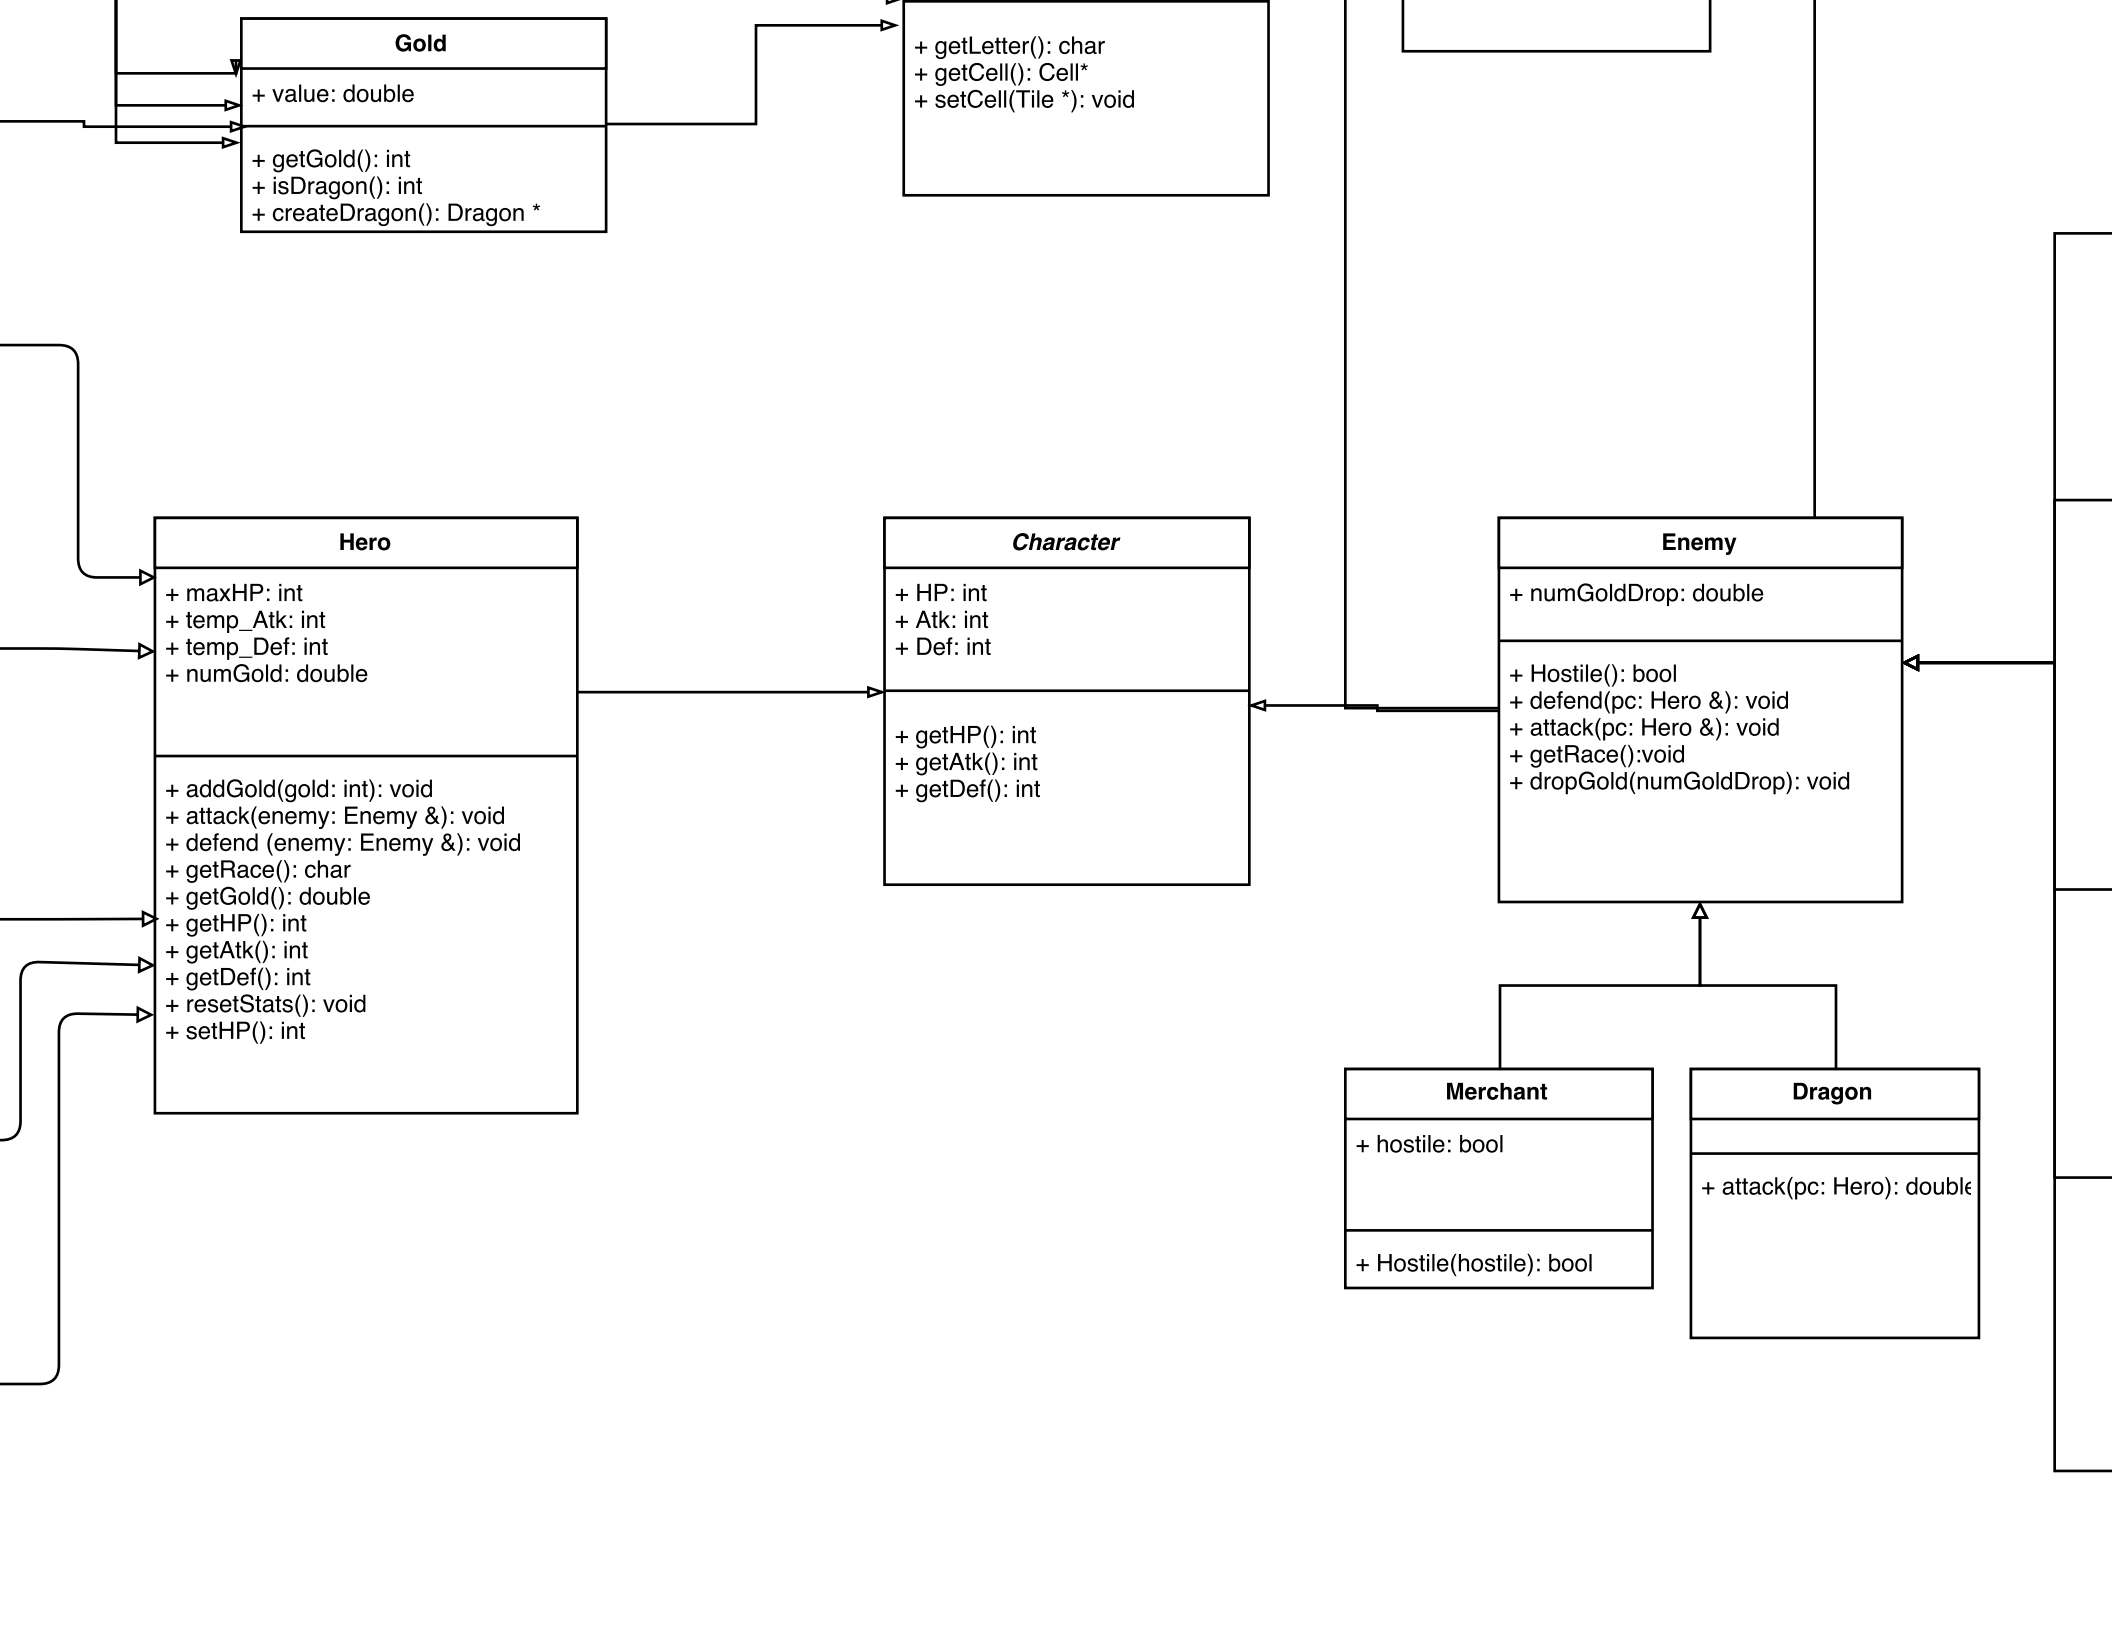 Gold
+ value: double
+ getGold(): int
+ isDragon(): int
+ createDragon(): Dragon *
+ getLetter(): char
+ getCell(): Cell*
+ setCell(Tile *): void
Hero
+ maxHP: int
+ temp_Atk: int
+ temp_Def: int
+ numGold: double
+ addGold(gold: int): void
+ attack(enemy: Enemy &): void
+ defend (enemy: Enemy &): void
+ getRace(): char
+ getGold(): double
+ getHP(): int
+ getAtk(): int
+ getDef(): int
+ resetStats(): void
+ setHP(): int
Character
+ HP: int
+ Atk: int
+ Def: int
+ getHP(): int
+ getAtk(): int
+ getDef(): int
Enemy
+ numGoldDrop: double
+ Hostile(): bool
+ defend(pc: Hero &): void
+ attack(pc: Hero &): void
+ getRace():void
+ dropGold(numGoldDrop): void
Merchant
+ hostile: bool
+ Hostile(hostile): bool
Dragon
+ attack(pc: Hero): double